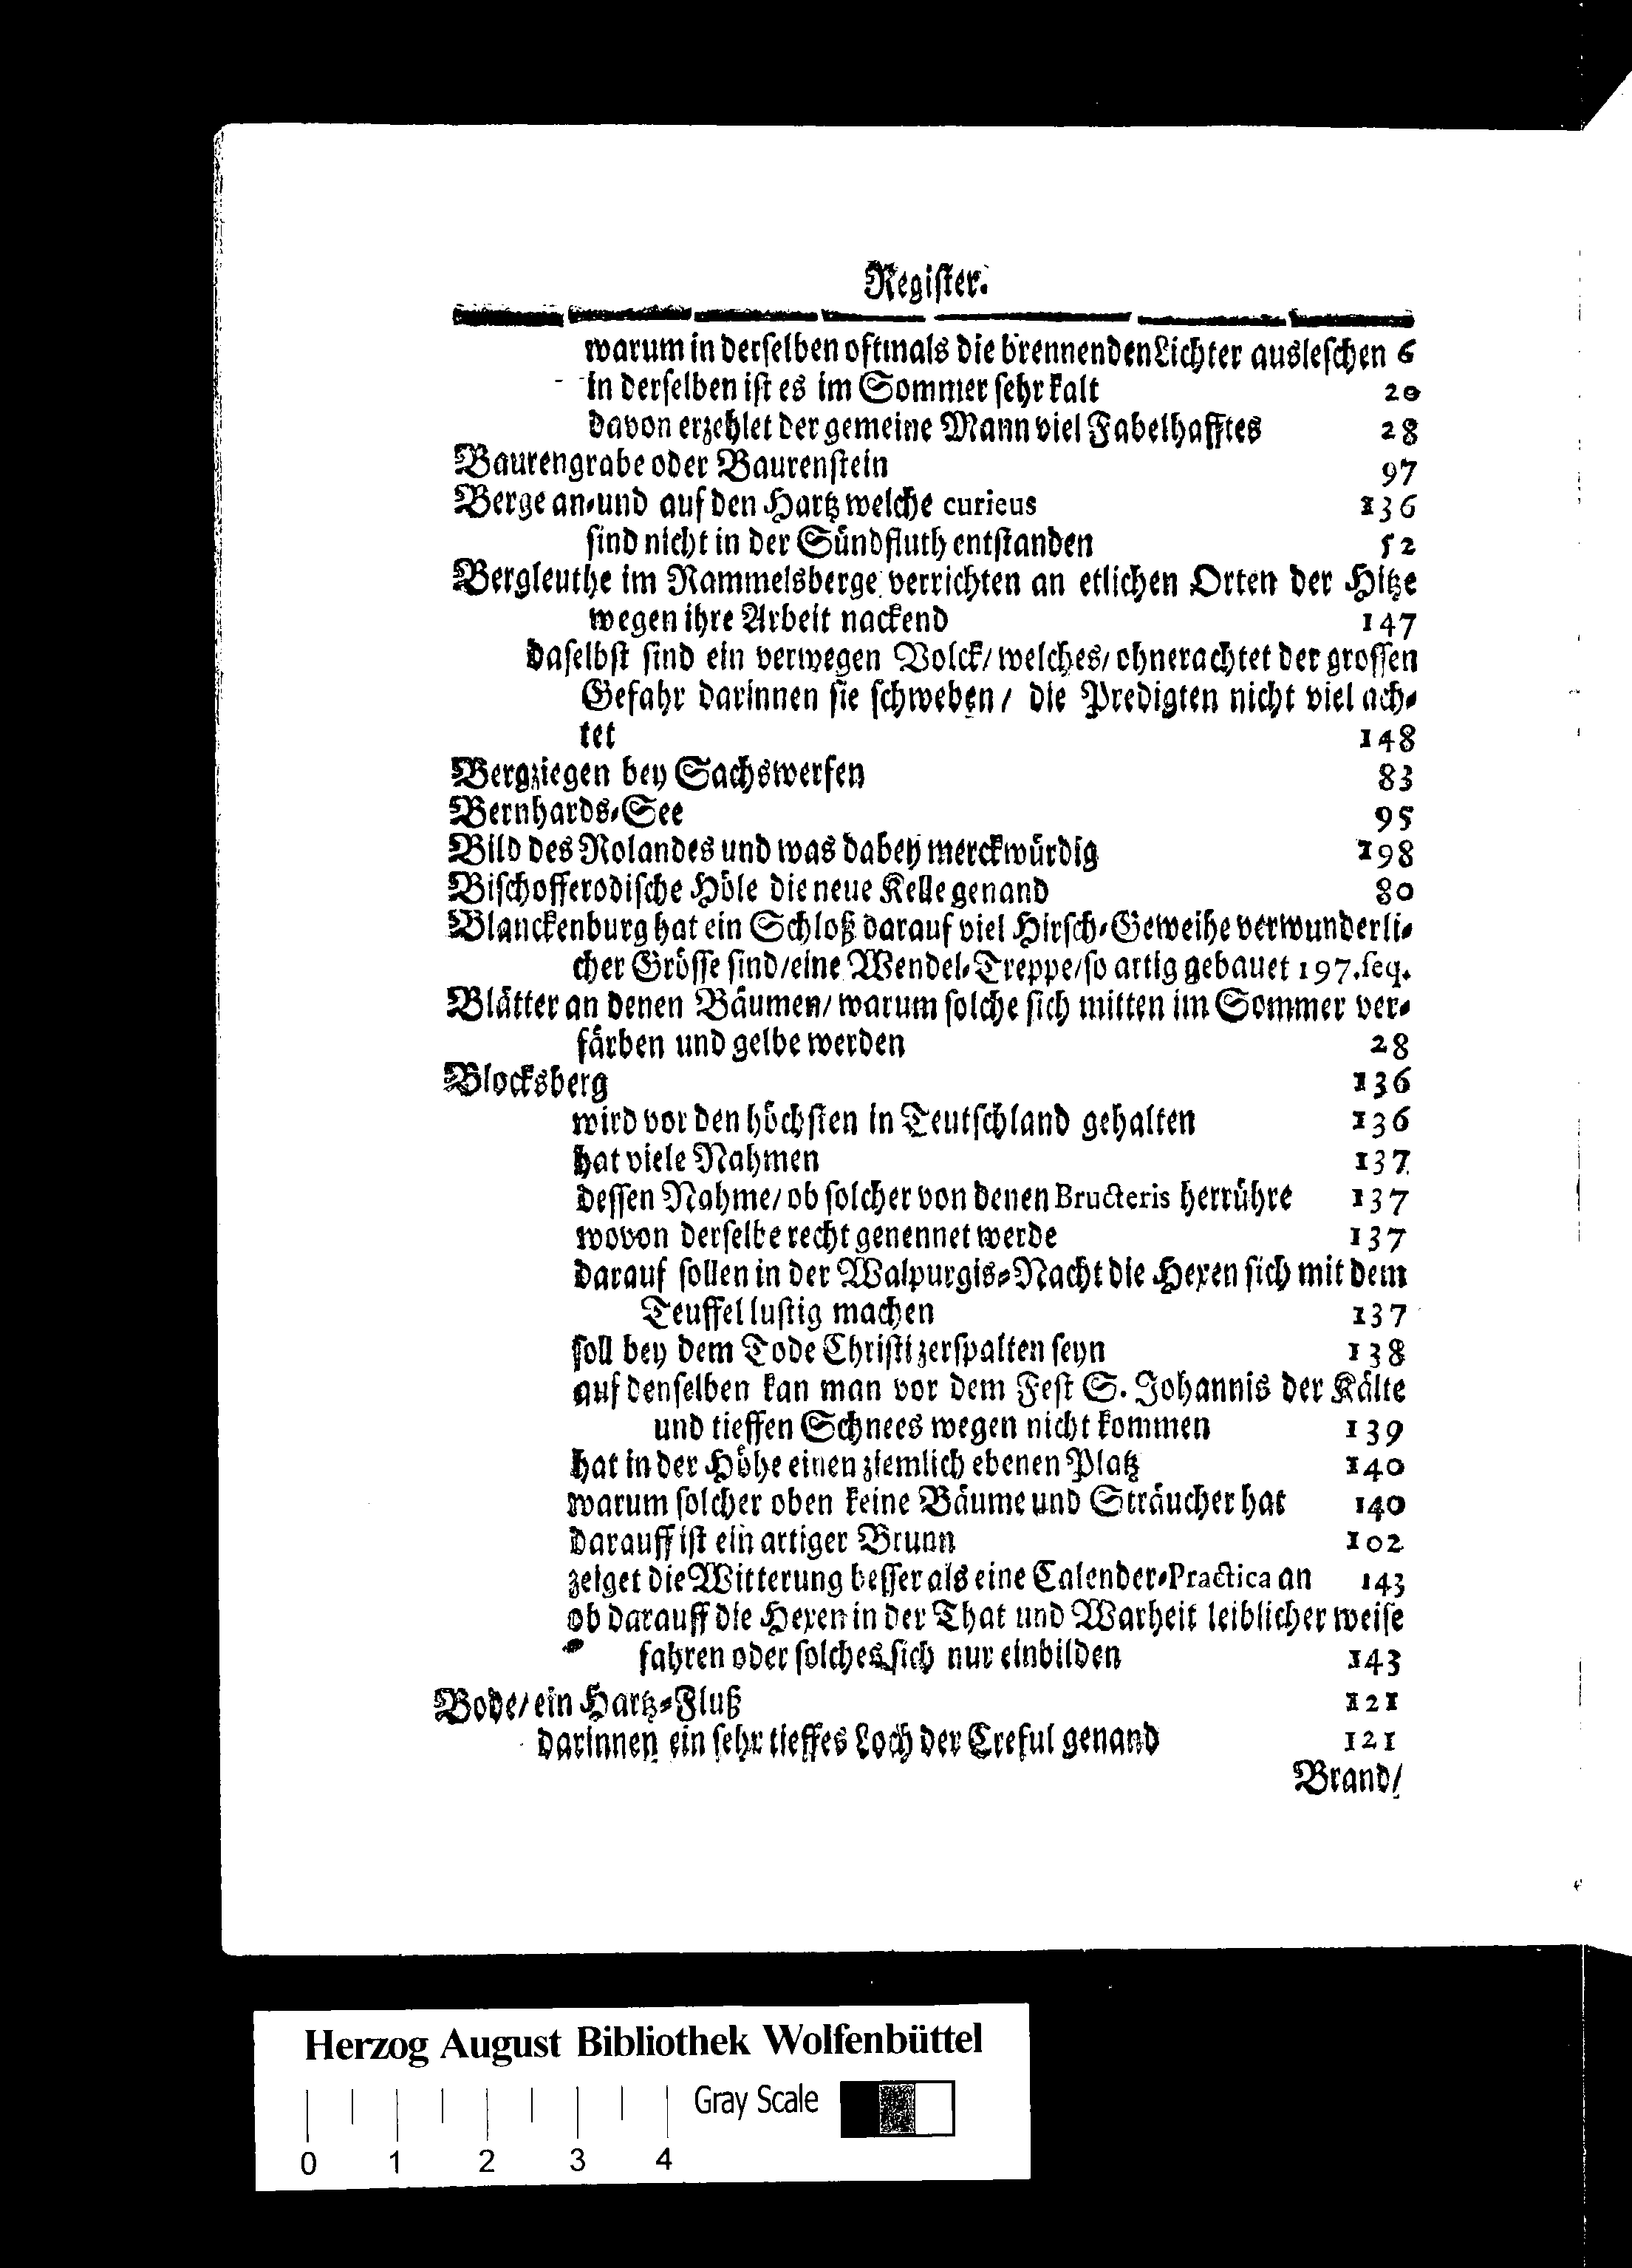 Register.
warum in derselben oftmals die brennenden Lichter ausleschen 6
in derselben ist es im Sommer sehr kalt 20
davon erzehlet der gemeine Mann viel Fabelhafftes 28
Baurengrabe oder Baurenstein 97
Berge an-und auf den Hartz welche curieus 136
sind nicht in der Sündfluth entstanden 52
Bergleuthe im Rammelsberge verrichten an etlichen Orten der Hitze
wegen ihre Arbeit nackend 147
daselbst sind ein verwegen Volck/ welches/ ohnerachtet der grossen
Gefahr darinnen sie schweben/ die Predigten nicht viel ach-
tet 148
Bergziegen bey Sachswerfen 83
Bernhards-See 95
Bild des Rolandes und was dabey merckwürdig 198
Bischofferodische Höle die neue Kelle genand 80
Blanckenburg hat ein Schloß darauf viel Hirsch-Geweihe verwunderli-
cher Grösse sind/eine Wendel-Treppe/so artig gebauet 197.seq.
Blätter an denen Bäumen/ warum solche sich mitten im Sommer ver-
färben und gelbe werden 28
Blocksberg 136
wird vor den höchsten in Teutschland gehalten 136
hat viele Nahmen 137
dessen Nahme/ ob solcher von denen Bructeris herrühre 137
wovon derselbe recht genennet werde 137
darauf sollen in der Walpurgis-Nacht die Hexen sich mit dem
Teuffel lustig machen 137
soll bey dem Tode Christi zerspalten seyn 138
auf denselben kan man vor dem Fest S. Johannis der Kälte
und tieffen Schnees wegen nicht kommen 139
hat in der Höhe einen ziemlich ebenen Platz 140
warum solcher oben keine Bäume und Sträucher hat 140
darauff ist ein artiger Brunn 102
zeiget die Witterung besser als eine Calender-Practica an 143
ob darauff die Hexen in der That und Warheit leiblicher weise
fahren oder solches sich nur einbilden 143
Bode/ ein Hartz-Fluß 121
darinnen ein sehr tieffes Loch der Creful genand 121
Brand/
Herzog August Bibliothek Wolfenbüttel
Gray Scale
0 1 2 3 4